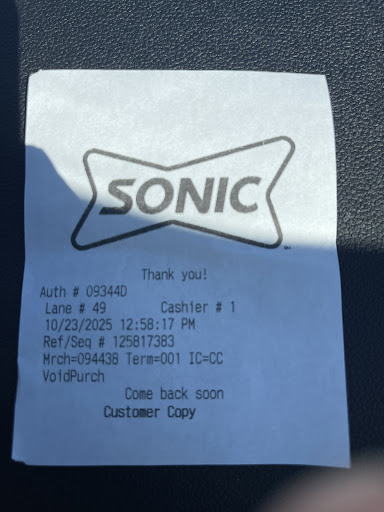 SONIC
Thank you!
Auth # 09344D
Lane # 49 Cashier # 1
10/23/2025 12:58:17 PM
Ref/Seq # 125817383
Mrch=094438 Term=001 IC=CC
VoidPurch
Come back soon
Customer Copy